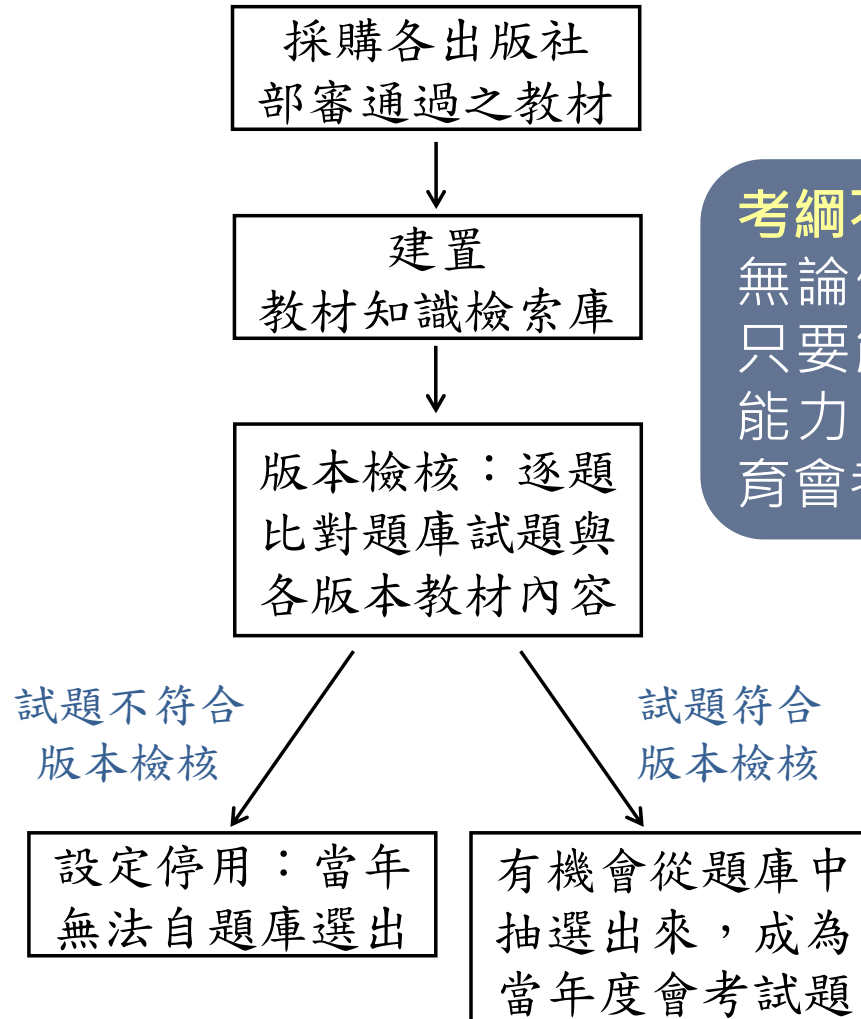 採購各出版社
部審通過之教材
建置
教材知識檢索庫
版本檢核：逐題
比對題庫試題與
各版本教材內容
考綱
無論
只要
能力
育會考
試題不符合
版本檢核
試題符合
版本檢核
設定停用：當年
無法自題庫選出
有機會從題庫中
抽選出來，成為
當年度會考試題